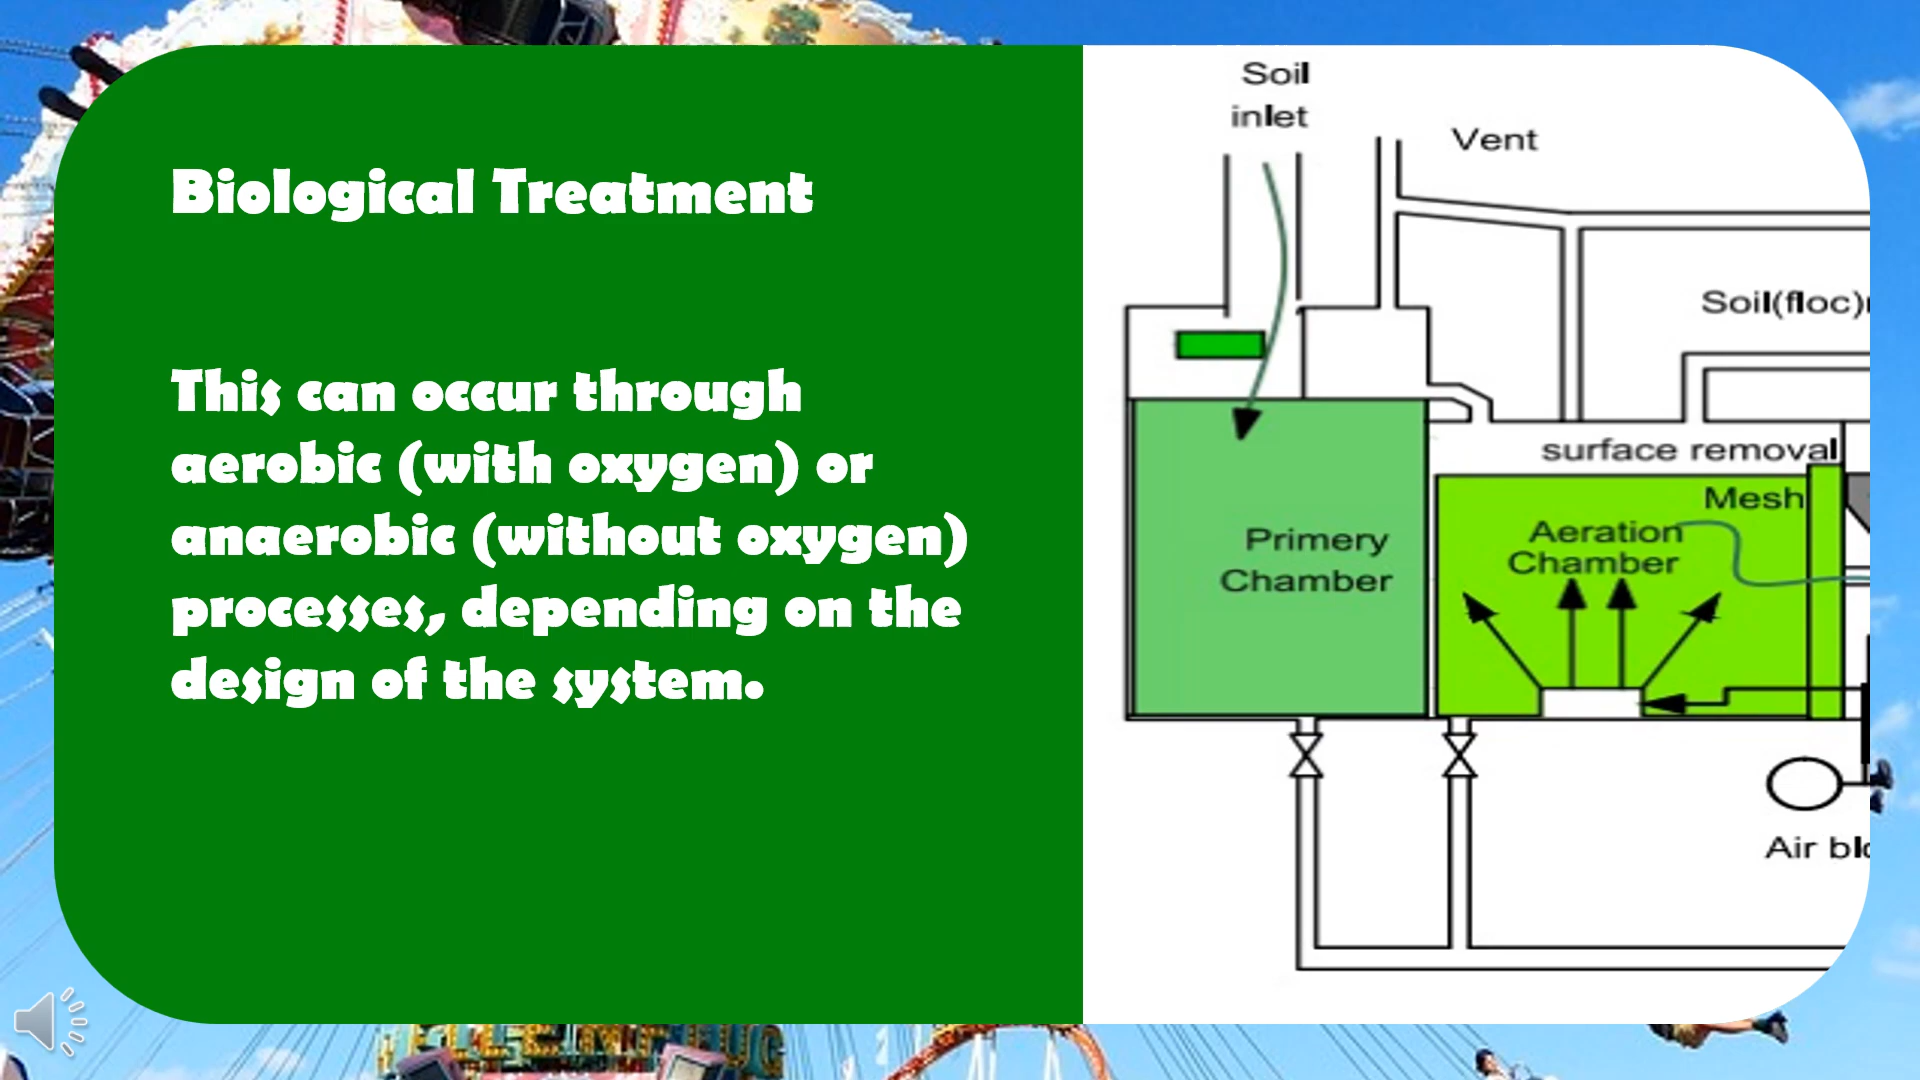 Biological Treatment
This can occur through
aerobic (with oxygen) or
anaerobic (without oxygen)
processes, depending on the
design of the system.
Soil
inlet
Vent
Soil(floc)
surface removal
Mesh
Aeration
Chamber
Primery
Chamber
Air